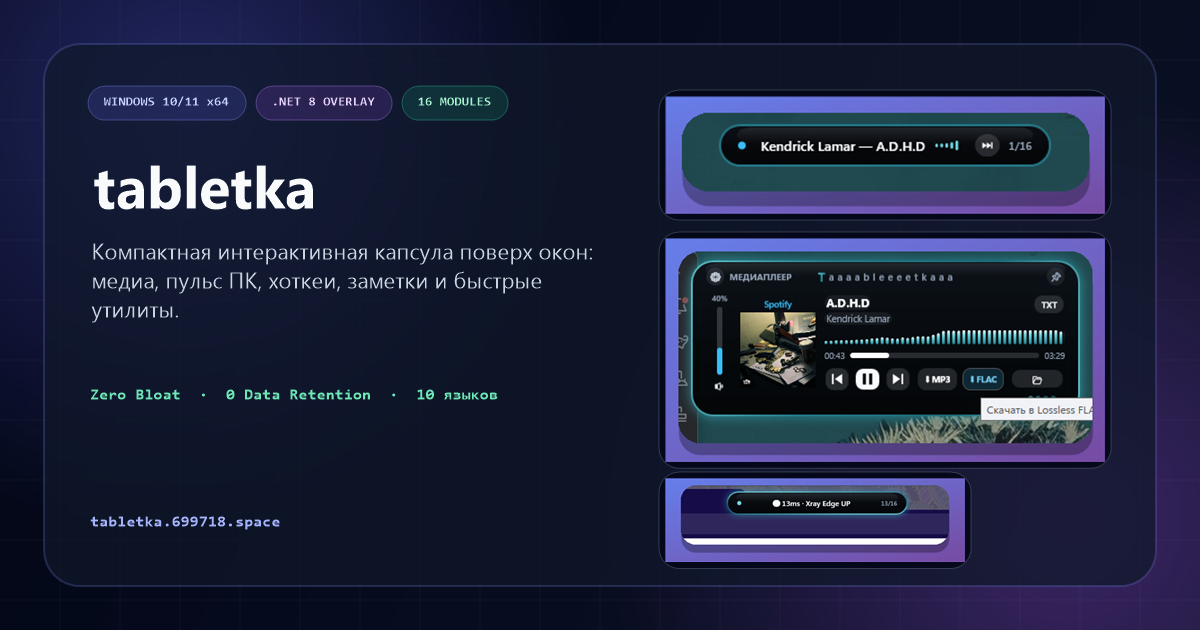 WINDOWS 10/11 x64
.NET 8 OVERLAY
16 MODULES
tabletka
Компактная интерактивная капсула поверх окон:
медиа, пульс ПК, хоткеи, заметки и быстрые
утилиты.
Zero Bloat · 0 Data Retention · 10 языков
tabletka.699718.space
Kendrick Lamar — A.D.H.D
1/16
МЕДИАПЛЕЕР
Taaaableeeetkaaa
40%
Spotify
A.D.H.D
Kendrick Lamar
TXT
00:43
03:29
MP3
FLAC
Скачать в Lossless FLA
13ms · Xray Edge UP
13/16